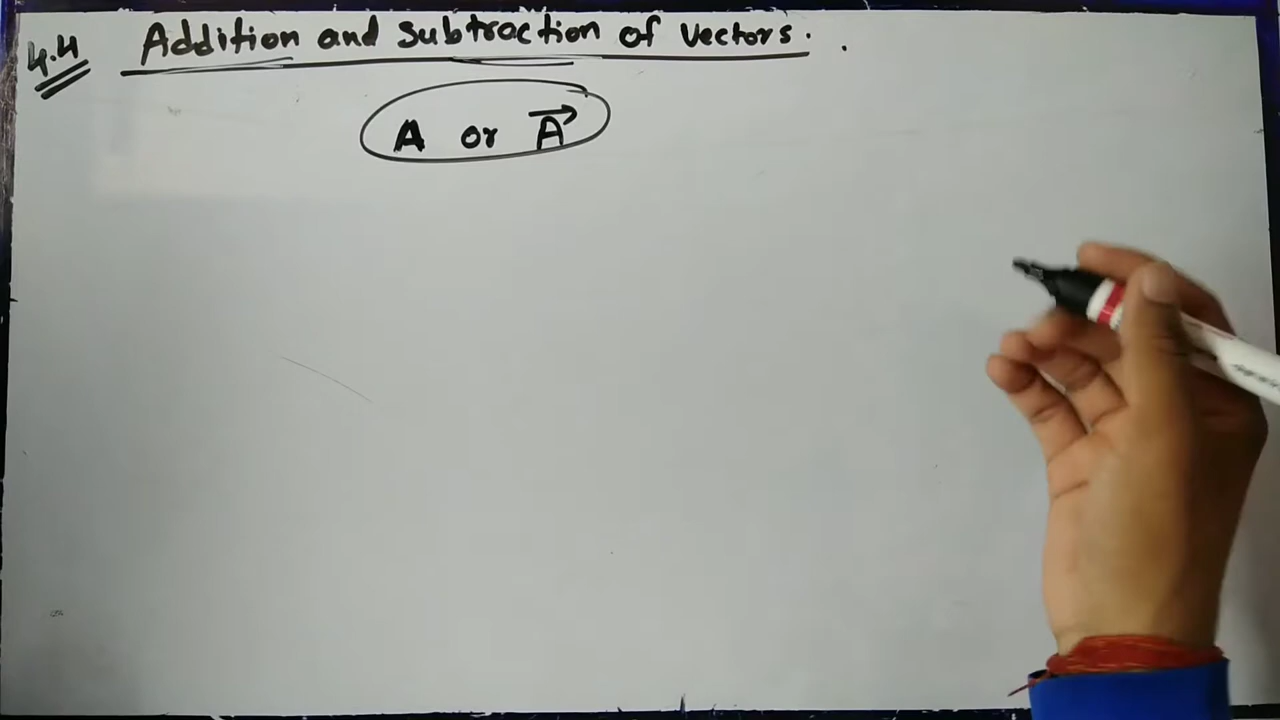 4.4 Addition and subtraction of vectors.
A or A⃗